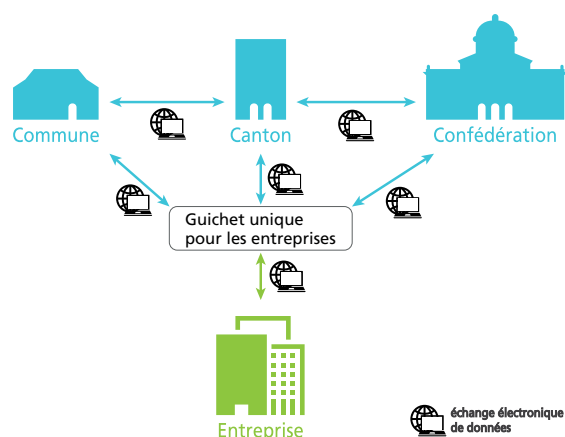 Commune
Canton
Confédération
Guichet unique
pour les entreprises
Entreprise
échange électronique
de données